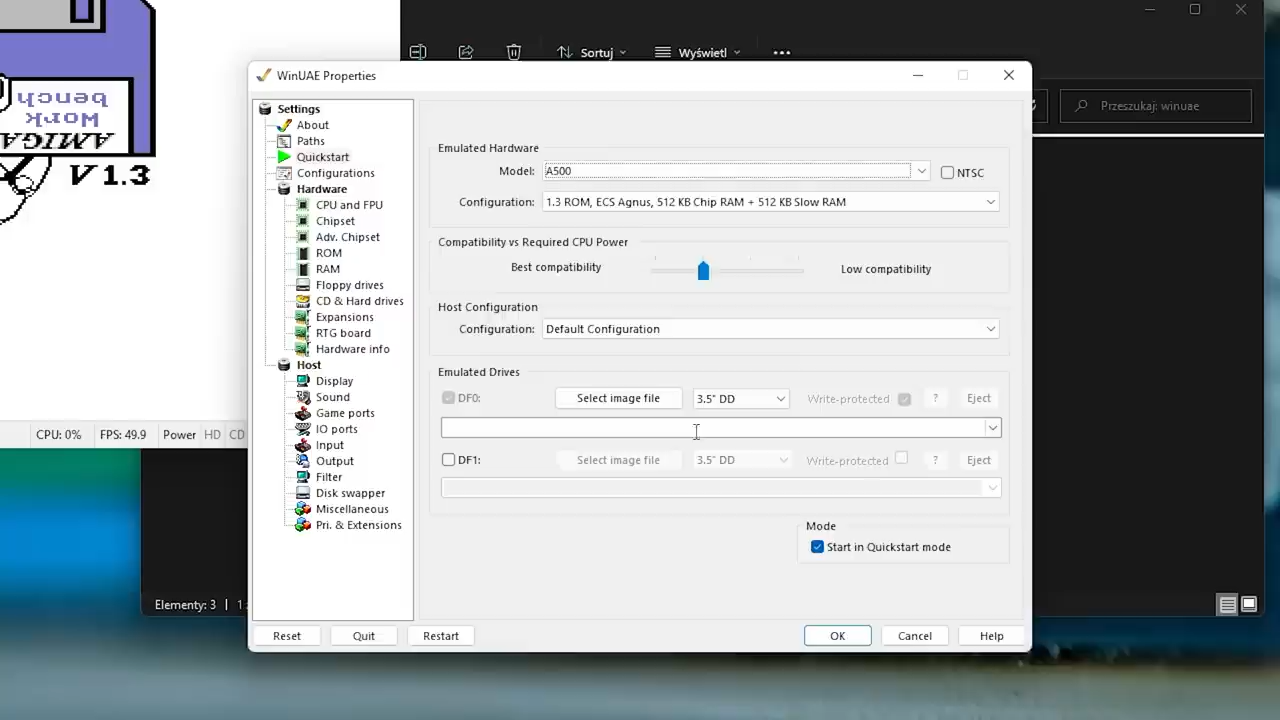 Work
bench
AMIGA
V 1.3
CPU: 0%
FPS: 49.9
Power
HD
CD
Sortuj
Wyświetl
Przeszukaj: winuae
Elementy: 3
WinUAE Properties
Settings
About
Paths
Quickstart
Configurations
Hardware
CPU and FPU
Chipset
Adv. Chipset
ROM
RAM
Floppy drives
CD & Hard drives
Expansions
RTG board
Hardware info
Host
Display
Sound
Game ports
IO ports
Input
Output
Filter
Disk swapper
Miscellaneous
Pri. & Extensions
Emulated Hardware
Model: A500 NTSC
Configuration: 1.3 ROM, ECS Agnus, 512 KB Chip RAM + 512 KB Slow RAM
Compatibility vs Required CPU Power
Best compatibility Low compatibility
Host Configuration
Configuration: Default Configuration
Emulated Drives
DF0: Select image file 3.5" DD Write-protected ? Eject
DF1: Select image file 3.5" DD Write-protected ? Eject
Mode
Start in Quickstart mode
Reset Quit Restart OK Cancel Help